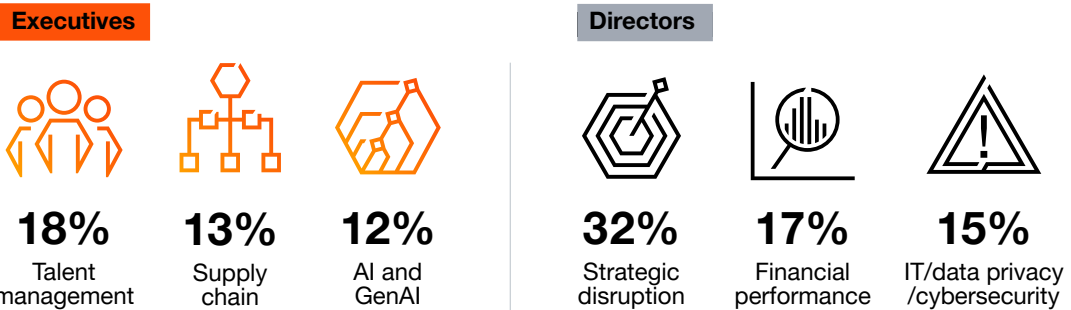 Executives
Directors
18%
13%
12%
32%
17%
15%
Talent
management
Supply
chain
AI and
GenAI
Strategic
disruption
Financial
performance
IT/data privacy
/cybersecurity